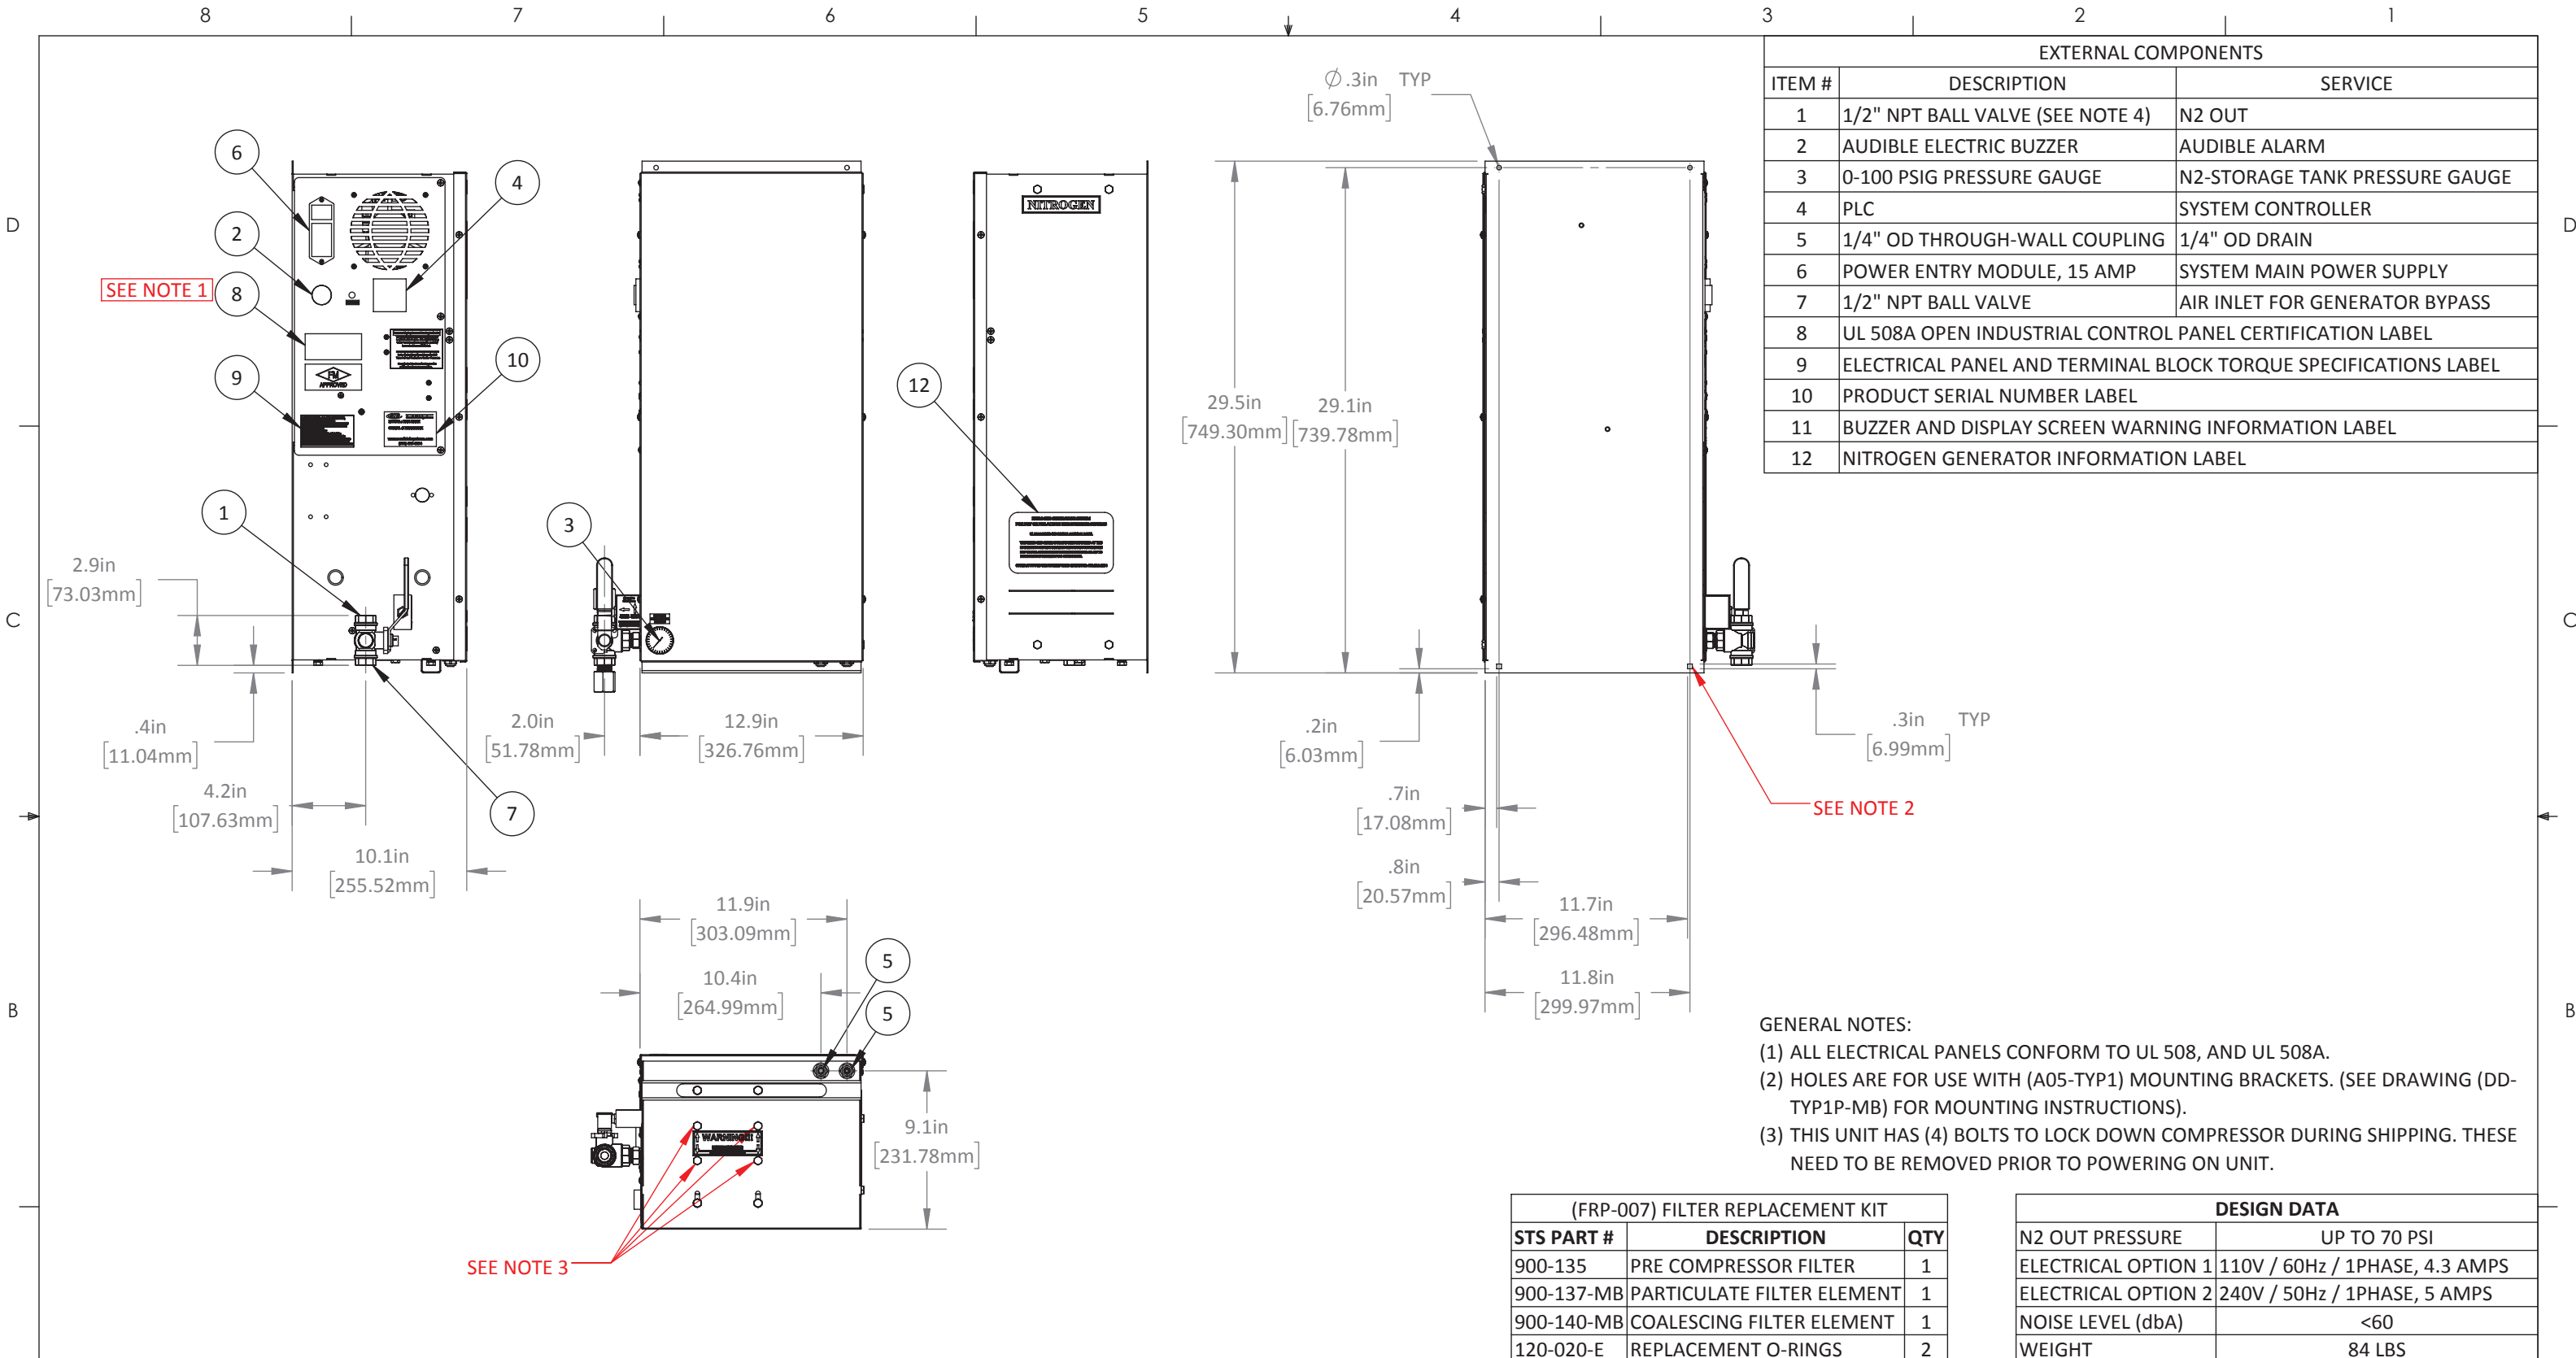 8 7 6 5 4 3 2 1
D
C
B
D
C
B
6
2
SEE NOTE 1
8
9
4
10
1
7
3
12
5
5
FM
APPROVED
NITROGEN
2.9in
[73.03mm]
.4in
[11.04mm]
4.2in
[107.63mm]
10.1in
[255.52mm]
2.0in
[51.78mm]
12.9in
[326.76mm]
Ø.3in TYP
[6.76mm]
29.5in
[749.30mm]
29.1in
[739.78mm]
.2in
[6.03mm]
.7in
[17.08mm]
.8in
[20.57mm]
11.7in
[296.48mm]
11.8in
[299.97mm]
.3in TYP
[6.99mm]
SEE NOTE 2
11.9in
[303.09mm]
10.4in
[264.99mm]
9.1in
[231.78mm]
WARNING!!!
SEE NOTE 3
EXTERNAL COMPONENTS
ITEM # DESCRIPTION SERVICE
1 1/2" NPT BALL VALVE (SEE NOTE 4) N2 OUT
2 AUDIBLE ELECTRIC BUZZER AUDIBLE ALARM
3 0-100 PSIG PRESSURE GAUGE N2-STORAGE TANK PRESSURE GAUGE
4 PLC SYSTEM CONTROLLER
5 1/4" OD THROUGH-WALL COUPLING 1/4" OD DRAIN
6 POWER ENTRY MODULE, 15 AMP SYSTEM MAIN POWER SUPPLY
7 1/2" NPT BALL VALVE AIR INLET FOR GENERATOR BYPASS
8 UL 508A OPEN INDUSTRIAL CONTROL PANEL CERTIFICATION LABEL
9 ELECTRICAL PANEL AND TERMINAL BLOCK TORQUE SPECIFICATIONS LABEL
10 PRODUCT SERIAL NUMBER LABEL
11 BUZZER AND DISPLAY SCREEN WARNING INFORMATION LABEL
12 NITROGEN GENERATOR INFORMATION LABEL
GENERAL NOTES:
(1) ALL ELECTRICAL PANELS CONFORM TO UL 508, AND UL 508A.
(2) HOLES ARE FOR USE WITH (A05-TYP1) MOUNTING BRACKETS. (SEE DRAWING (DD-
TYP1P-MB) FOR MOUNTING INSTRUCTIONS).
(3) THIS UNIT HAS (4) BOLTS TO LOCK DOWN COMPRESSOR DURING SHIPPING. THESE
NEED TO BE REMOVED PRIOR TO POWERING ON UNIT.
(FRP-007) FILTER REPLACEMENT KIT
STS PART # DESCRIPTION QTY
900-135 PRE COMPRESSOR FILTER 1
900-137-MB PARTICULATE FILTER ELEMENT 1
900-140-MB COALESCING FILTER ELEMENT 1
120-020-E REPLACEMENT O-RINGS 2
DESIGN DATA
N2 OUT PRESSURE UP TO 70 PSI
ELECTRICAL OPTION 1 110V / 60Hz / 1PHASE, 4.3 AMPS
ELECTRICAL OPTION 2 240V / 50Hz / 1PHASE, 5 AMPS
NOISE LEVEL (dbA) <60
WEIGHT 84 LBS